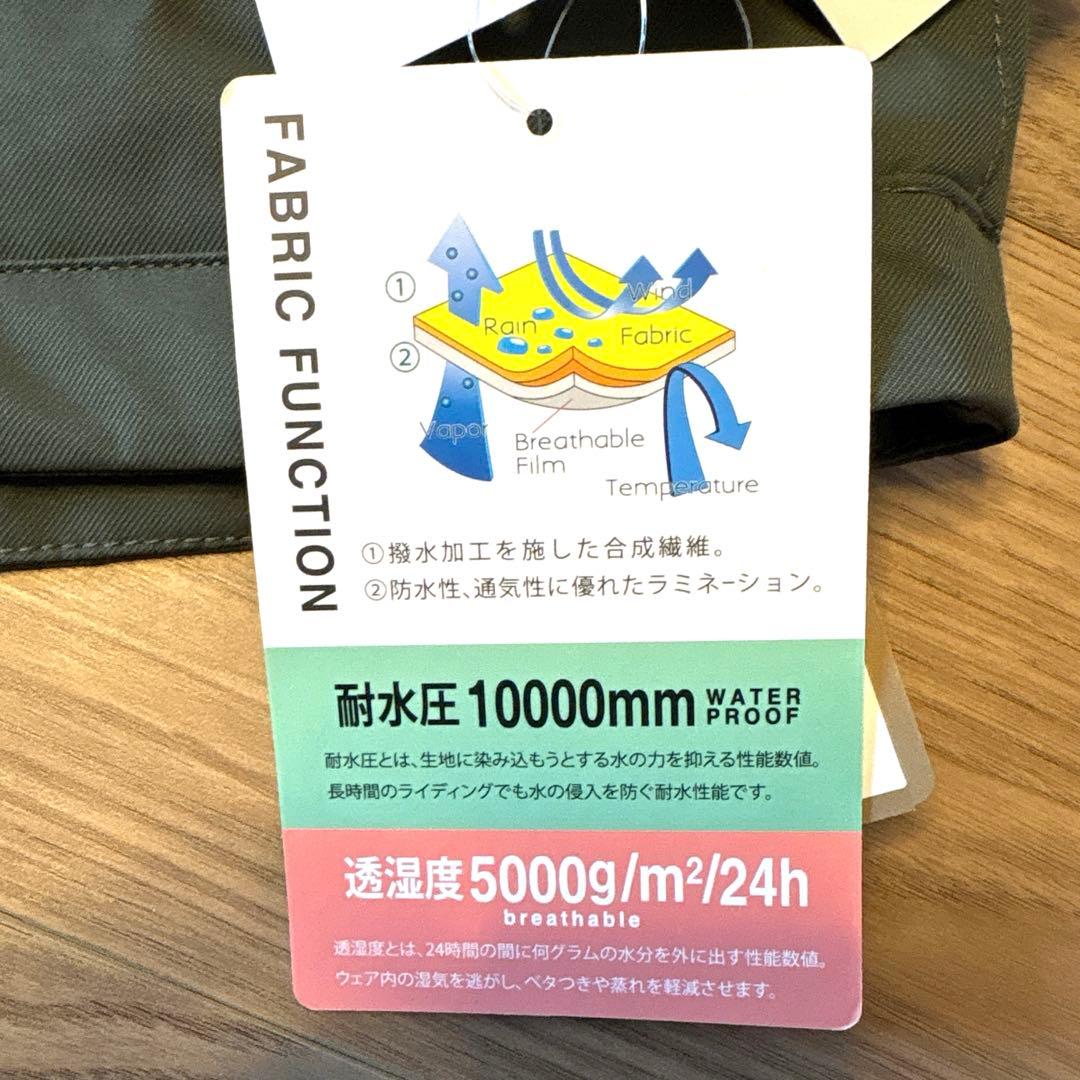 FABRIC FUNCTION
①
Wind
Rain
Fabric
②
Vapor
Breathable
Film
Temperature
①撥水加工を施した合成繊維。
②防水性、通気性に優れたラミネーション。
耐水圧10000mm WATER PROOF
耐水圧とは、生地に染み込もうとする水の力を抑える性能数値。
長時間のライディングでも水の侵入を防ぐ耐水性能です。
透湿度5000g/m²/24h
breathable
透湿度とは、24時間の間に何グラムの水分を外に出す性能数値。
ウェア内の湿気を逃がし、ベタつきや蒸れを軽減させます。